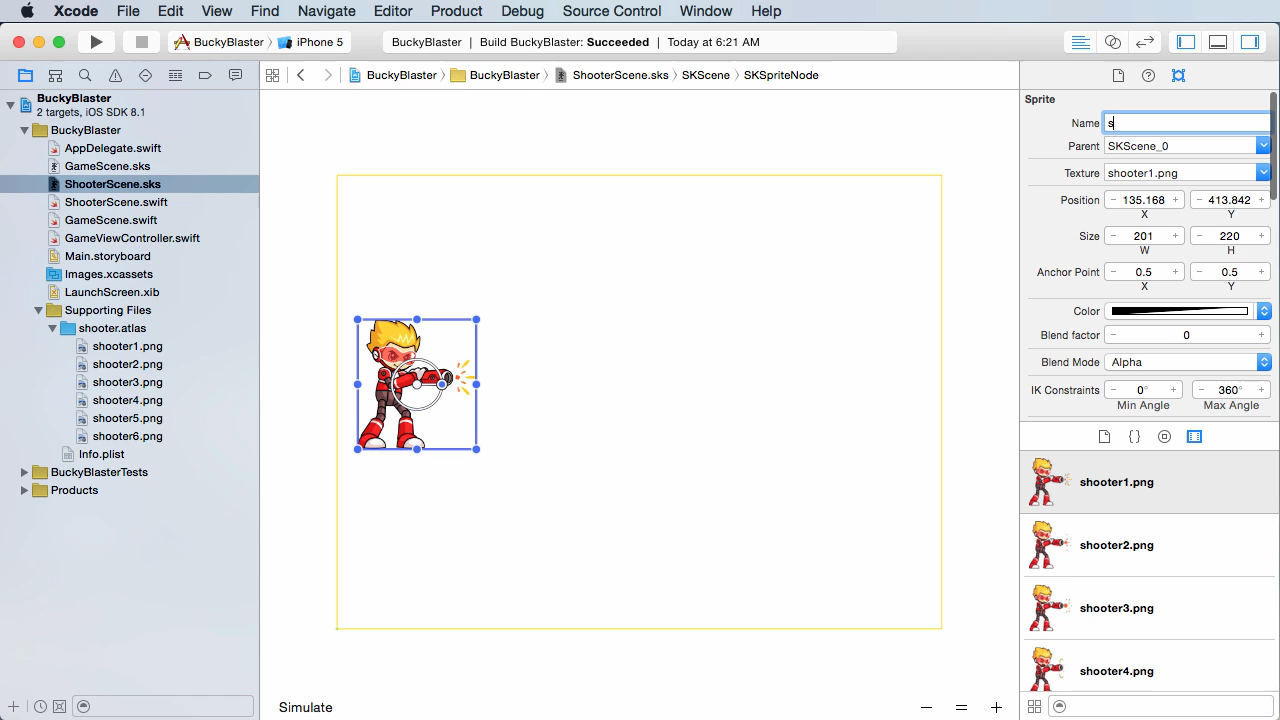 Xcode File Edit View Find Navigate Editor Product Debug Source Control Window Help
BuckyBlaster iPhone 5
BuckyBlaster | Build BuckyBlaster: Succeeded | Today at 6:21 AM
BuckyBlaster BuckyBlaster ShooterScene.sks SKScene SKSpriteNode
BuckyBlaster
2 targets, iOS SDK 8.1
BuckyBlaster
AppDelegate.swift
GameScene.sks
ShooterScene.sks
ShooterScene.swift
GameScene.swift
GameViewController.swift
Main.storyboard
Images.xcassets
LaunchScreen.xib
Supporting Files
shooter.atlas
shooter1.png
shooter2.png
shooter3.png
shooter4.png
shooter5.png
shooter6.png
Info.plist
BuckyBlasterTests
Products
Simulate
Sprite
Name s
Parent SKScene_0
Texture shooter1.png
Position 135.168 413.842
X Y
Size 201 220
W H
Anchor Point 0.5 0.5
X Y
Color
Blend factor 0
Blend Mode Alpha
IK Constraints 0° 360°
Min Angle Max Angle
shooter1.png
shooter2.png
shooter3.png
shooter4.png